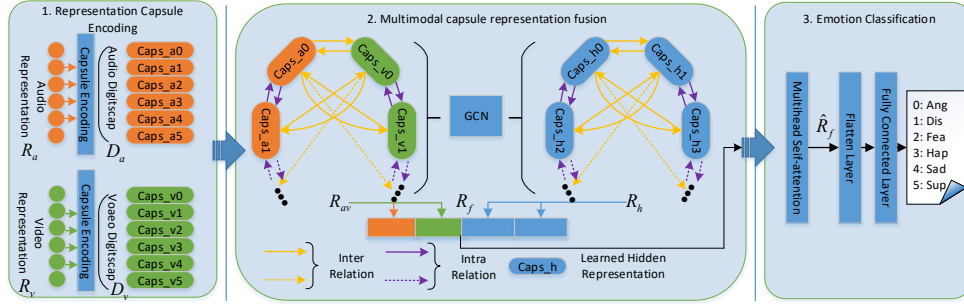 1. Representation Capsule
Encoding
Audio
Representation
R_a
Capsule Encoding
Audio Digitscap
D_a
Caps_a0
Caps_a1
Caps_a2
Caps_a3
Caps_a4
Caps_a5
Video
Representation
R_v
Capsule Encoding
Voaeo Digitscap
D_v
Caps_v0
Caps_v1
Caps_v2
Caps_v3
Caps_v4
Caps_v5
2. Multimodal capsule representation fusion
Caps_a0
Caps_v0
Caps_a1
Caps_v1
GCN
Caps_h0
Caps_h1
Caps_h2
Caps_h3
R_av
R_f
R_h
Inter
Relation
Intra
Relation
Caps_h
Learned Hidden
Representation
3. Emotion Classification
Multihead Self-attention
R̂_f
Flatten Layer
Fully Connected Layer
0: Ang
1: Dis
2: Fea
3: Hap
4: Sad
5: Sup